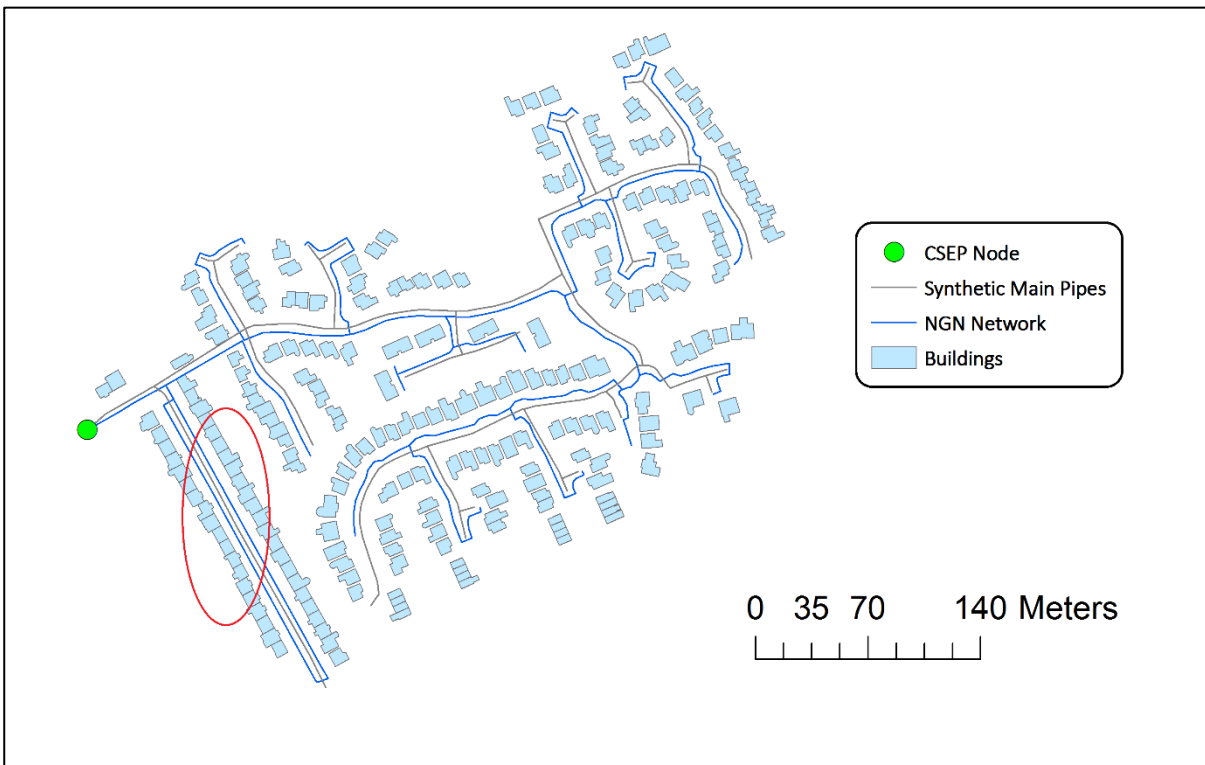 CSEP Node
Synthetic Main Pipes
NGN Network
Buildings
0 35 70 140 Meters